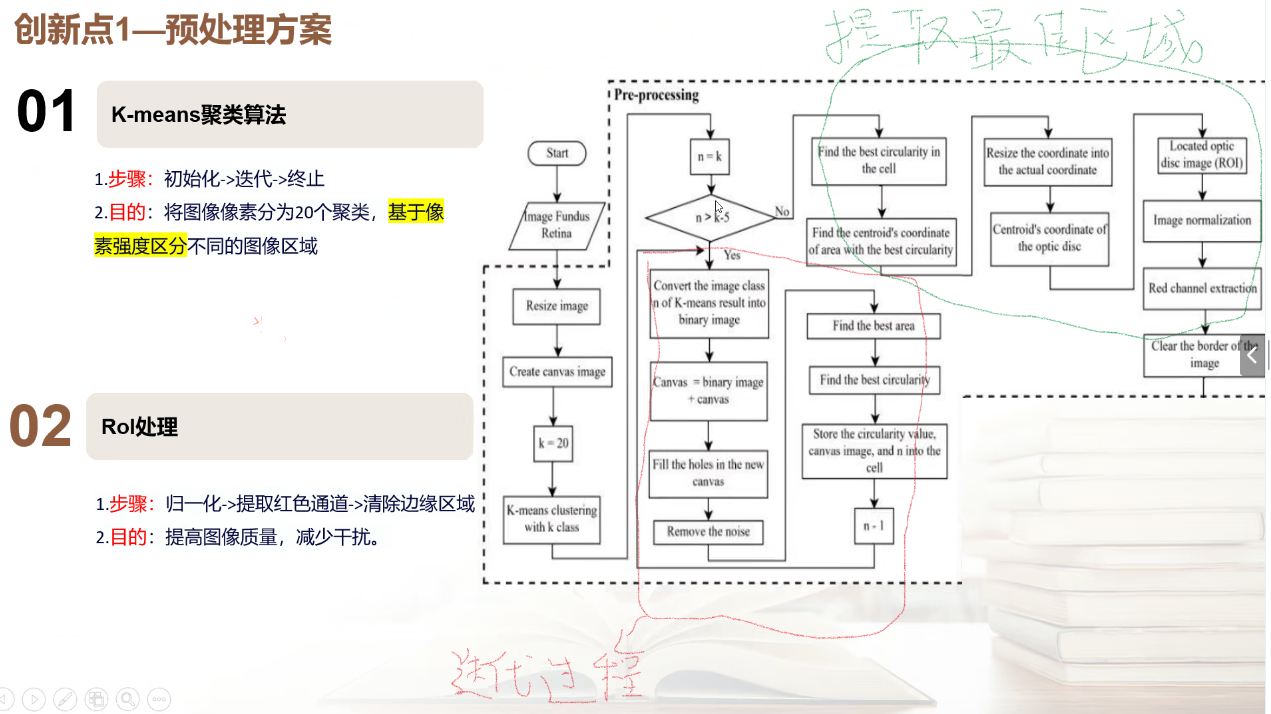 创新点1—预处理方案
提取最佳区域
01
K-means聚类算法
1.步骤：初始化->迭代->终止
2.目的：将图像像素分为20个聚类，基于像
素强度区分不同的图像区域
02
RoI处理
1.步骤：归一化->提取红色通道->清除边缘区域
2.目的：提高图像质量，减少干扰。
Pre-processing
Start
Image Fundus
Retina
Resize image
Create canvas image
k = 20
K-means clustering
with k class
n = k
n > k-5
No
Yes
Convert the image class
n of K-means result into
binary image
Canvas = binary image
+ canvas
Fill the holes in the new
canvas
Remove the noise
Find the best area
Find the best circularity
Store the circularity value,
canvas image, and n into the
cell
n - 1
Find the best circularity in
the cell
Find the centroid's coordinate
of area with the best circularity
Resize the coordinate into
the actual coordinate
Centroid's coordinate of
the optic disc
Located optic
disc image (ROI)
Image normalization
Red channel extraction
Clear the border of the
image
迭代过程